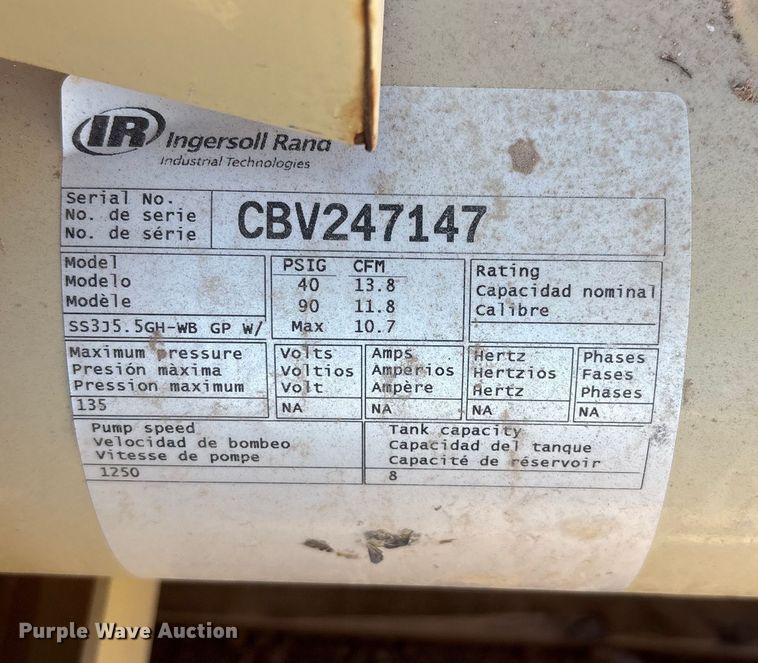 IR Ingersoll Rand
Industrial Technologies
Serial No.
No. de serie
No. de série
CBV247147
Model
Modelo
Modèle
SS3J5.5GH-WB GP W/
PSIG CFM
40 13.8
90 11.8
Max 10.7
Rating
Capacidad nominal
Calibre
Maximum pressure
Presión màxima
Pression maximum
135
Volts
Voltios
Volt
NA
Amps
Amperios
Ampère
NA
Hertz
Hertzios
Hertz
NA
Phases
Fases
Phases
NA
Pump speed
Velocidad de bombeo
Vitesse de pompe
1250
Tank capacity
Capacidad del tanque
Capacité de réservoir
8
Purple Wave Auction